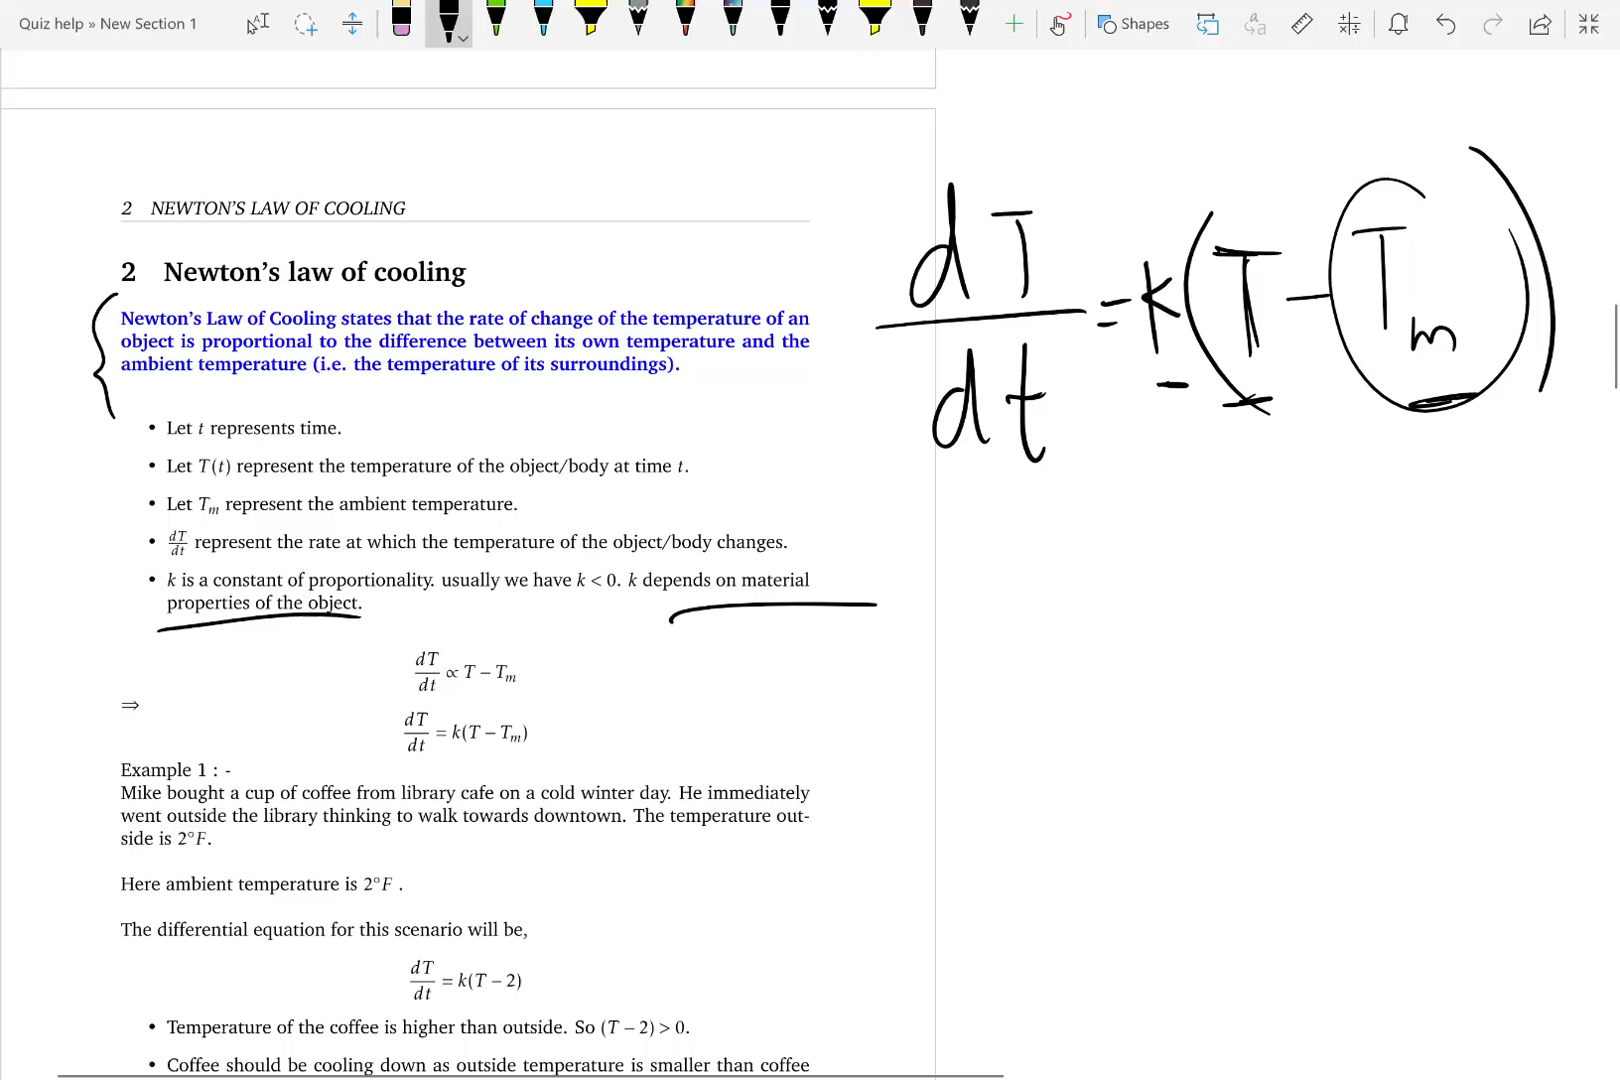 Quiz help » New Section 1
Shapes
2 NEWTON'S LAW OF COOLING
2 Newton's law of cooling
Newton's Law of Cooling states that the rate of change of the temperature of an
object is proportional to the difference between its own temperature and the
ambient temperature (i.e. the temperature of its surroundings).
• Let t represents time.
• Let T(t) represent the temperature of the object/body at time t.
• Let T_m represent the ambient temperature.
• dT/dt represent the rate at which the temperature of the object/body changes.
• k is a constant of proportionality. usually we have k < 0. k depends on material
properties of the object.
dT/dt ∝ T − T_m
⇒
dT/dt = k(T − T_m)
Example 1 : -
Mike bought a cup of coffee from library cafe on a cold winter day. He immediately
went outside the library thinking to walk towards downtown. The temperature out-
side is 2°F.
Here ambient temperature is 2°F .
The differential equation for this scenario will be,
dT/dt = k(T − 2)
• Temperature of the coffee is higher than outside. So (T − 2) > 0.
• Coffee should be cooling down as outside temperature is smaller than coffee
dT/dt = k(T − T_m)